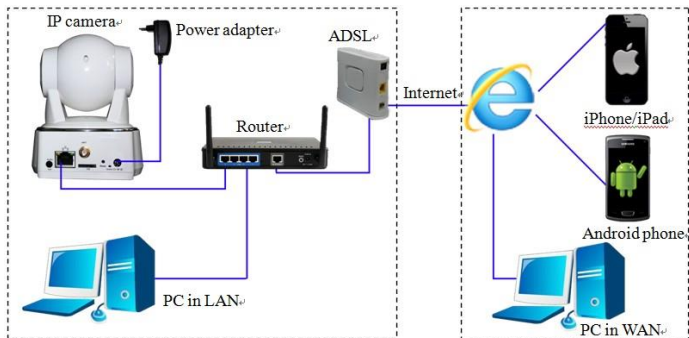 IP camera
Power adapter
ADSL
Internet
Router
iPhone/iPad
Android phone
PC in LAN
PC in WAN